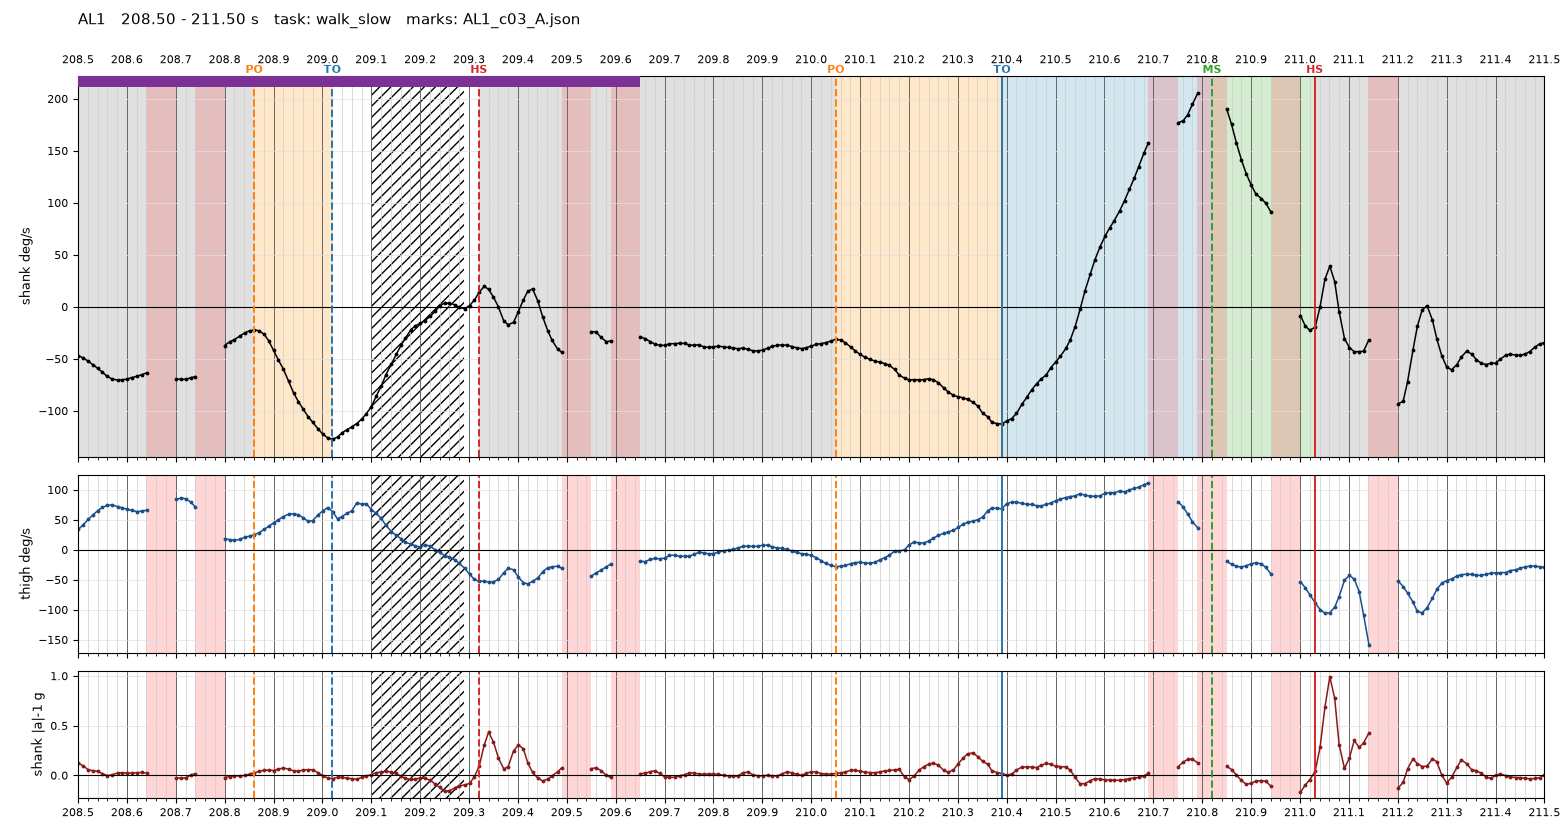 AL1   208.50 - 211.50 s   task: walk_slow   marks: AL1_c03_A.json
208.5 208.6 208.7 208.8 208.9 209.0 209.1 209.2 209.3 209.4 209.5 209.6 209.7 209.8 209.9 210.0 210.1 210.2 210.3 210.4 210.5 210.6 210.7 210.8 210.9 211.0 211.1 211.2 211.3 211.4 211.5
PO TO HS PO TO MS HS
200
150
100
50
0
−50
−100
shank deg/s
100
50
0
−50
−100
−150
thigh deg/s
1.0
0.5
0.0
shank |a|-1 g
208.5 208.6 208.7 208.8 208.9 209.0 209.1 209.2 209.3 209.4 209.5 209.6 209.7 209.8 209.9 210.0 210.1 210.2 210.3 210.4 210.5 210.6 210.7 210.8 210.9 211.0 211.1 211.2 211.3 211.4 211.5